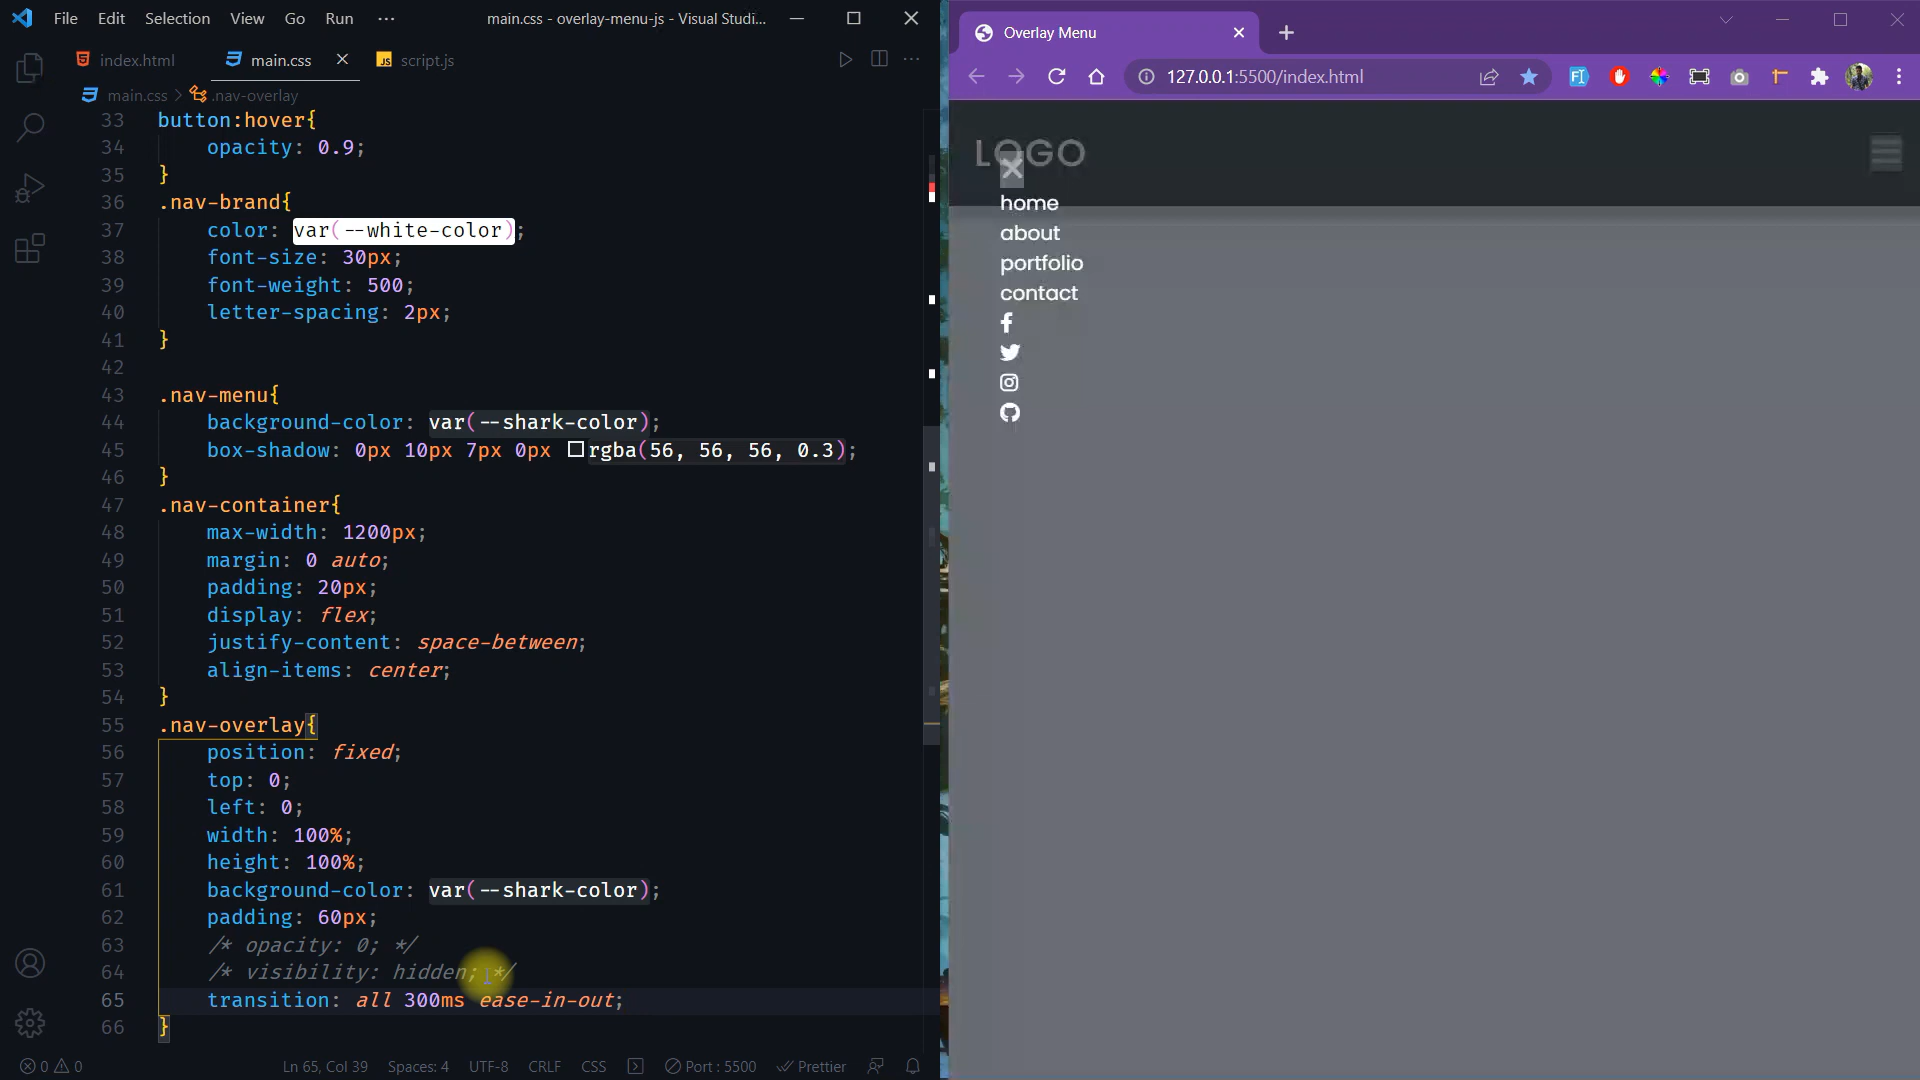 File Edit Selection View Go Run ··· main.css - overlay-menu-js - Visual Studi...
index.html main.css script.js
main.css > .nav-overlay
33 button:hover{
34 opacity: 0.9;
35 }
36 .nav-brand{
37 color: var(--white-color);
38 font-size: 30px;
39 font-weight: 500;
40 letter-spacing: 2px;
41 }
42
43 .nav-menu{
44 background-color: var(--shark-color);
45 box-shadow: 0px 10px 7px 0px rgba(56, 56, 56, 0.3);
46 }
47 .nav-container{
48 max-width: 1200px;
49 margin: 0 auto;
50 padding: 20px;
51 display: flex;
52 justify-content: space-between;
53 align-items: center;
54 }
55 .nav-overlay{
56 position: fixed;
57 top: 0;
58 left: 0;
59 width: 100%;
60 height: 100%;
61 background-color: var(--shark-color);
62 padding: 60px;
63 /* opacity: 0; */
64 /* visibility: hidden; */
65 transition: all 300ms ease-in-out;
66 }
0 0 Ln 65, Col 39 Spaces: 4 UTF-8 CRLF CSS Port : 5500 Prettier
Overlay Menu
127.0.0.1:5500/index.html
LOGO
home
about
portfolio
contact